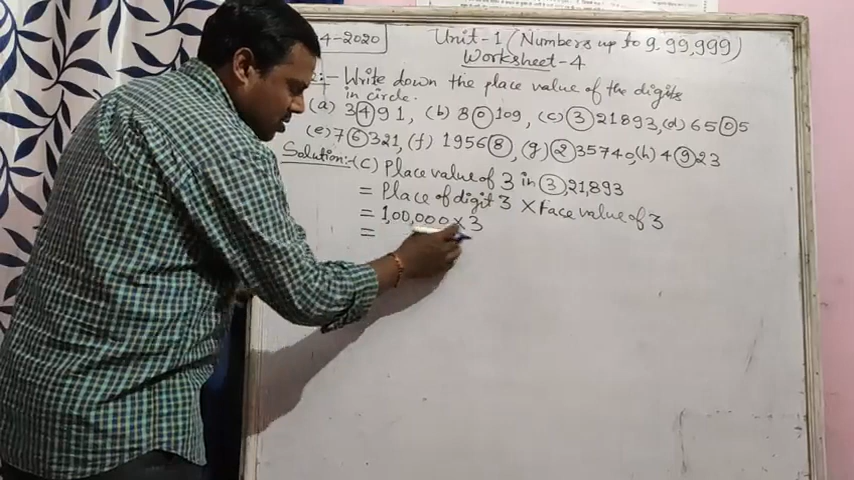 4-2020 Unit-1 (Numbers up to 9,99,999)
Worksheet-4
2:- Write down the place value of the digits
in circle.
(a) 3491, (b) 80109, (c) 321893, (d) 6505
(e) 76321, (f) 19568, (g) 235740, (h) 4923
Solution:-(C) Place value of 3 in 3,21,893
= Place of digit 3 × Face value of 3
= 1,00,000 × 3
=